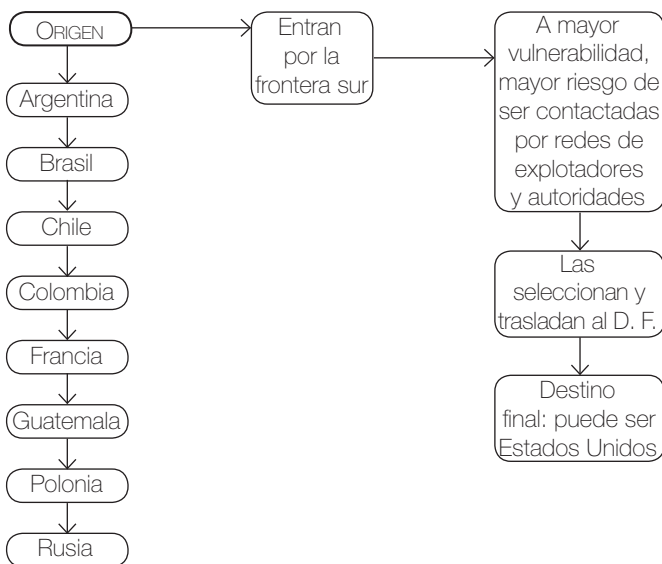 ORIGEN
Argentina
Brasil
Chile
Colombia
Francia
Guatemala
Polonia
Rusia
Entran
por la
frontera sur
A mayor
vulnerabilidad,
mayor riesgo de
ser contactadas
por redes de
explotadores
y autoridades
Las
seleccionan y
trasladan al D. F.
Destino
final: puede ser
Estados Unidos